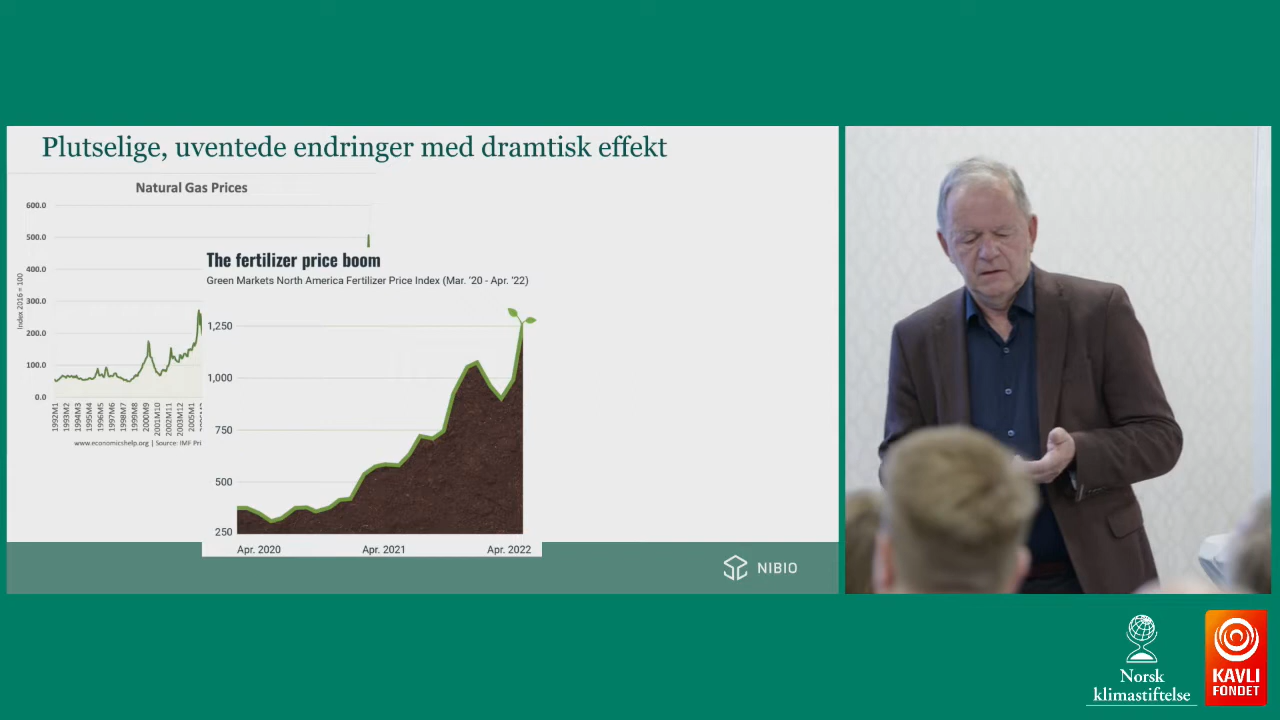 Plutselige, uventede endringer med dramtisk effekt
Natural Gas Prices
600.0
500.0
400.0
300.0
200.0
100.0
0.0
Index 2016 = 100
1992M1
1993M2
1994M3
1995M4
1996M5
1997M6
1998M7
1999M8
2000M9
2001M10
2002M11
2003M12
2005M1
www.economicshelp.org | Source: IMF Pri
The fertilizer price boom
Green Markets North America Fertilizer Price Index (Mar. '20 - Apr. '22)
1,250
1,000
750
500
250
Apr. 2020 Apr. 2021 Apr. 2022
NIBIO
Norsk
klimastiftelse
KAVLI
FONDET